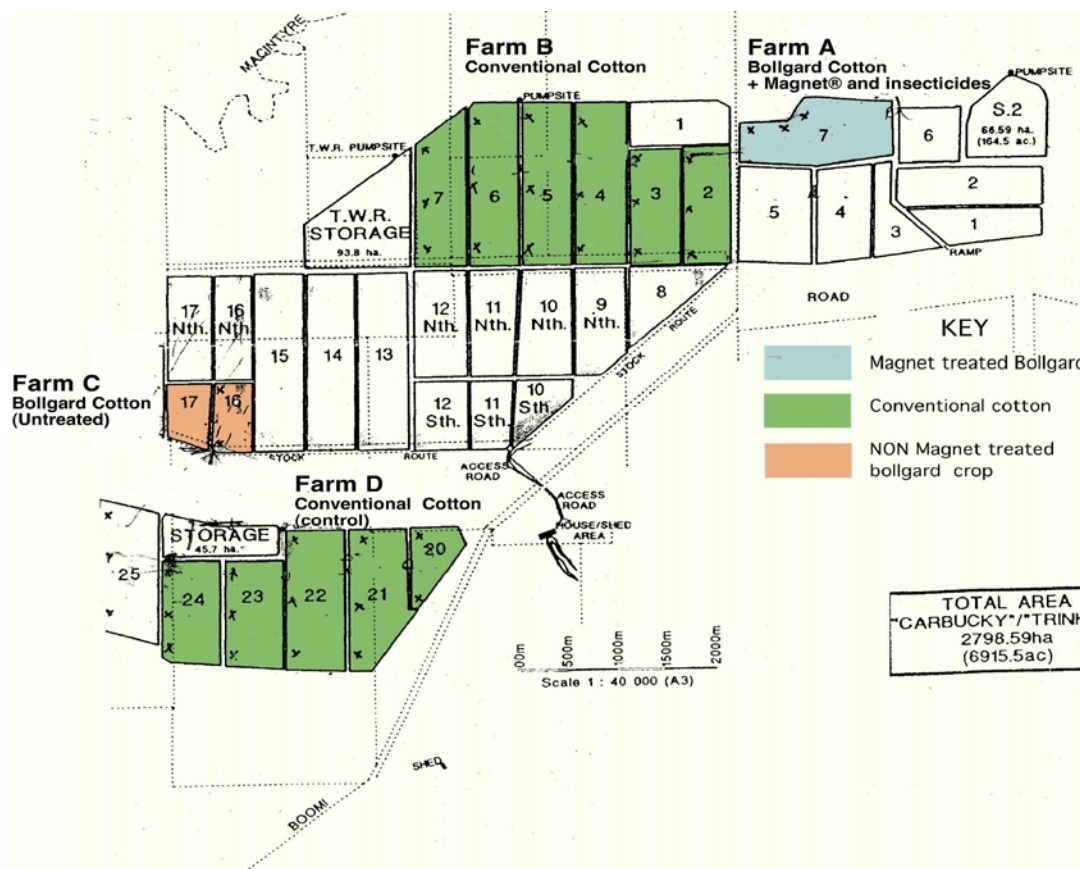 MACINTYRE
Farm B
Conventional Cotton
PUMPSITE
Farm A
Bollgard Cotton
+ Magnet® and insecticides
PUMPSITE
S.2
66.59 ha.
(164.5 ac.)
1
7
6
T.W.R. PUMPSITE
T.W.R.
STORAGE
93.8 ha.
7
6
5
4
3
2
5
4
3
2
1
RAMP
ROAD
17
Nth.
16
Nth.
15
14
13
12
Nth.
11
Nth.
10
Nth.
9
Nth.
8
ROUTE
STOCK
KEY
Magnet treated Bollgard
Conventional cotton
NON Magnet treated
bollgard crop
Farm C
Bollgard Cotton
(Untreated)
17
16
12
Sth.
11
Sth.
10
Sth.
STOCK
ROUTE
ACCESS
ROAD
Farm D
Conventional Cotton
(control)
ACCESS
ROAD
HOUSE/SHED
AREA
STORAGE
45.7 ha.
25
24
23
22
21
20
00m
500m
1000m
1500m
2000m
Scale 1 : 40 000 (A3)
TOTAL AREA
"CARBUCKY"/"TRINK
2798.59ha
(6915.5ac)
SHED
BOOMI